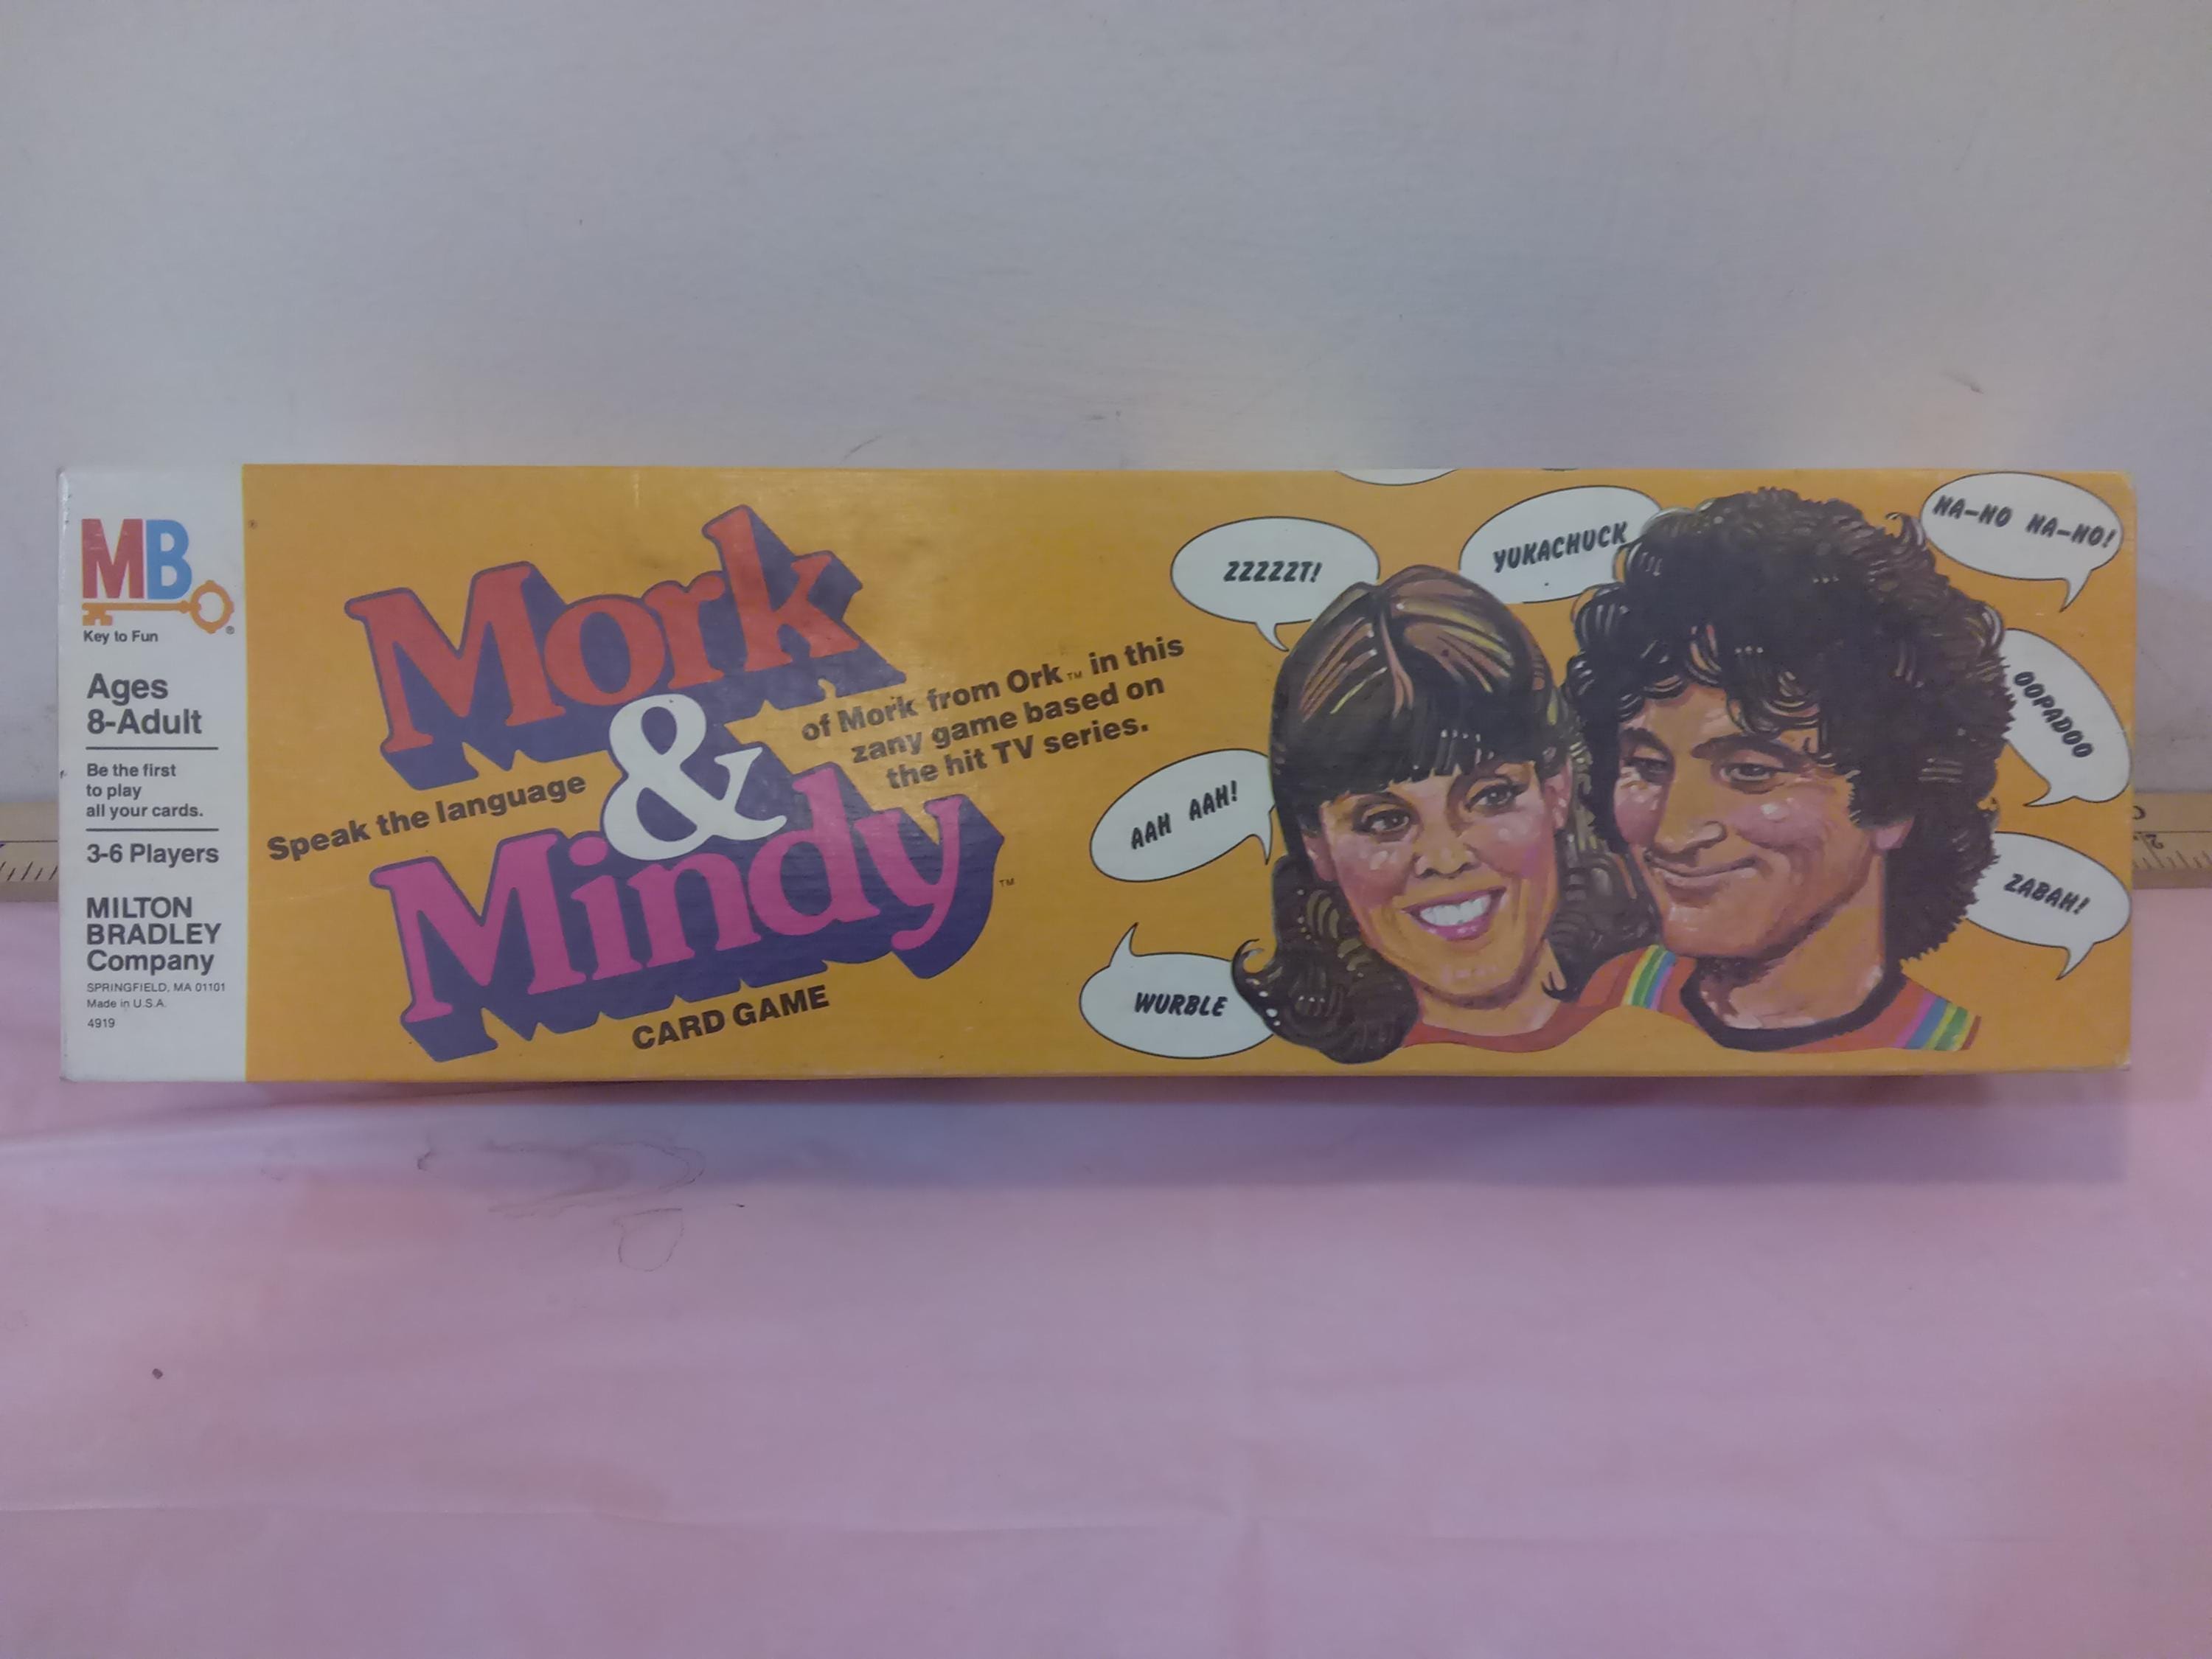 MB
®
Key to Fun
Ages
8-Adult
Be the first
to play
all your cards.
3-6 Players
MILTON
BRADLEY
Company
SPRINGFIELD, MA 01101
Made in U.S.A.
4919
Mork
&
Mindy
TM
Speak the language
of Mork from Ork™ in this
zany game based on
the hit TV series.
CARD GAME
ZZZZZT!
YUKACHUCK
NA-NO NA-NO!
OOPADOO
AAH AAH!
ZABAH!
WURBLE